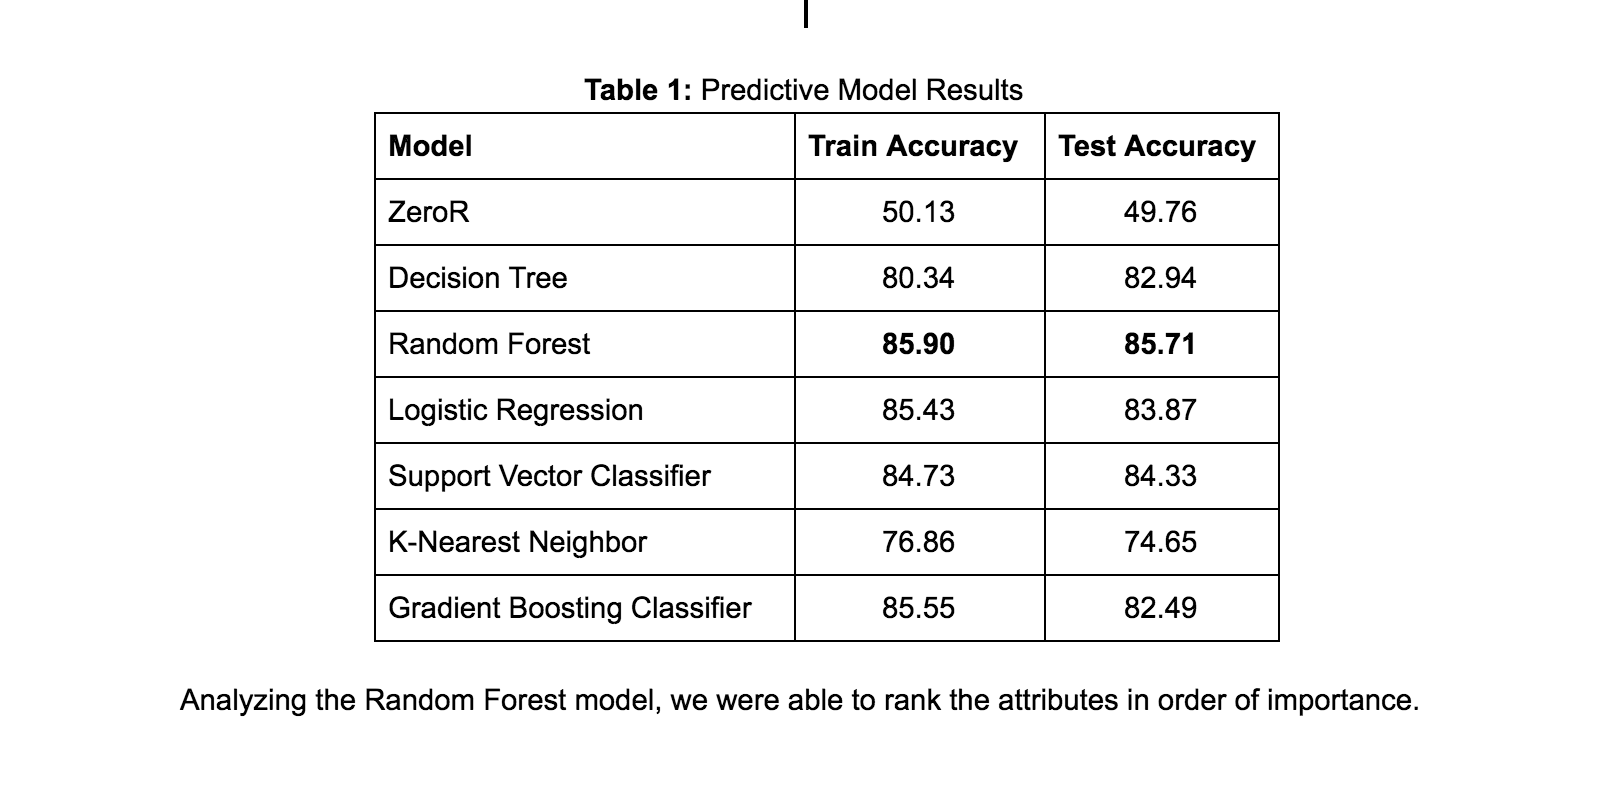 Table 1: Predictive Model Results
Model Train Accuracy Test Accuracy
ZeroR 50.13 49.76
Decision Tree 80.34 82.94
Random Forest 85.90 85.71
Logistic Regression 85.43 83.87
Support Vector Classifier 84.73 84.33
K-Nearest Neighbor 76.86 74.65
Gradient Boosting Classifier 85.55 82.49
Analyzing the Random Forest model, we were able to rank the attributes in order of importance.